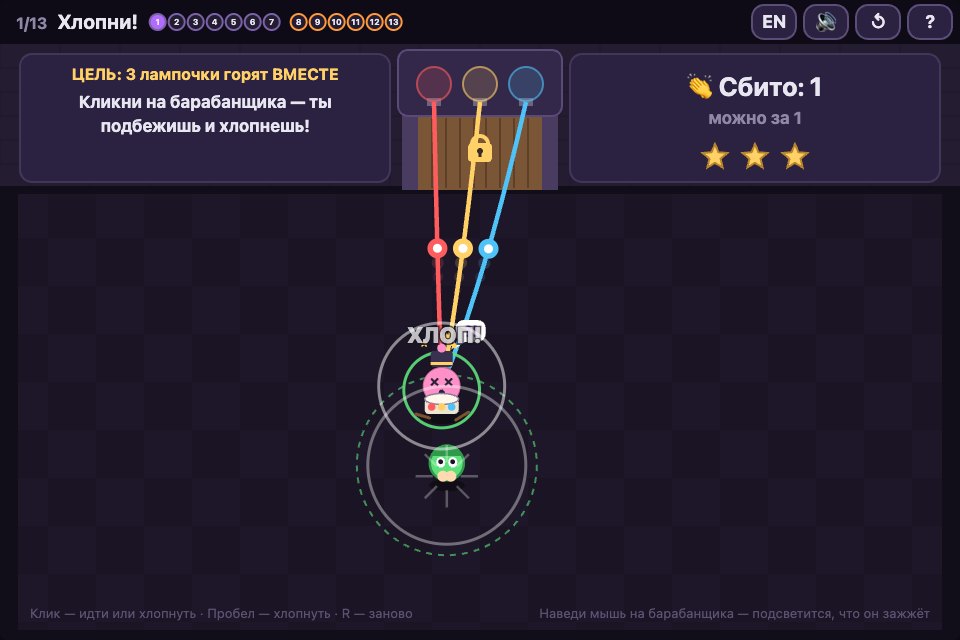 1/13 Хлопни! 1 2 3 4 5 6 7 8 9 10 11 12 13 EN ?
ЦЕЛЬ: 3 лампочки горят ВМЕСТЕ
Кликни на барабанщика — ты
подбежишь и хлопнешь!
Сбито: 1
можно за 1
ХЛОП!
Клик — идти или хлопнуть · Пробел — хлопнуть · R — заново
Наведи мышь на барабанщика — подсветится, что он зажжёт